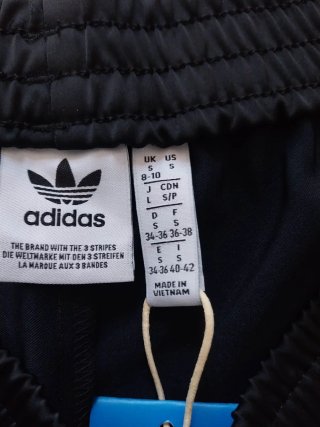 adidas
THE BRAND WITH THE 3 STRIPES
DIE WELTMARKE MIT DEN 3 STREIFEN
LA MARQUE AUX 3 BANDES
UK US
S S
8-10
J CDN
L S/P
D F
S S
34-36 36-38
E I
S S
34-36 40-42
MADE IN
VIETNAM